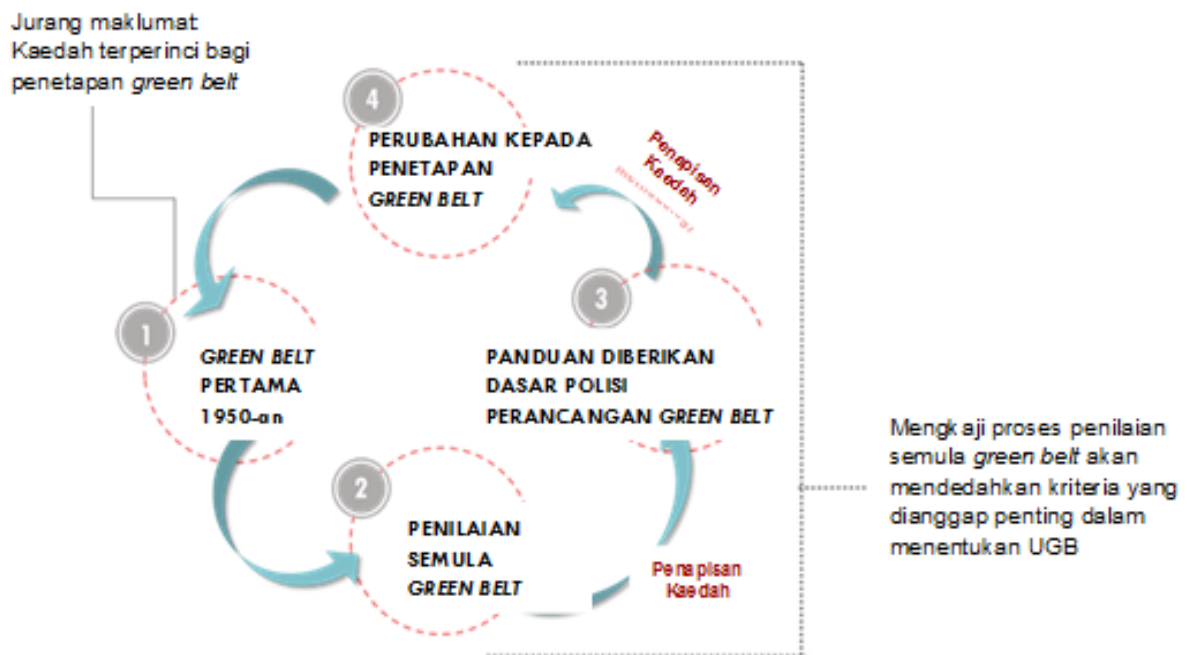 Jurang maklumat
Kaedah terperinci bagi
penetapan green belt
4
PERUBAHAN KEPADA
PENETAPAN
GREEN BELT
Penapisan
Kaedah
1
GREEN BELT
PERTAMA
1950-an
3
PANDUAN DIBERIKAN
DASAR POLISI
PERANCANGAN GREEN BELT
2
PENILAIAN
SEMULA
GREEN BELT
Penapisan
Kaedah
Mengkaji proses penilaian
semula green belt akan
mendedahkan kriteria yang
dianggap penting dalam
menentukan UGB